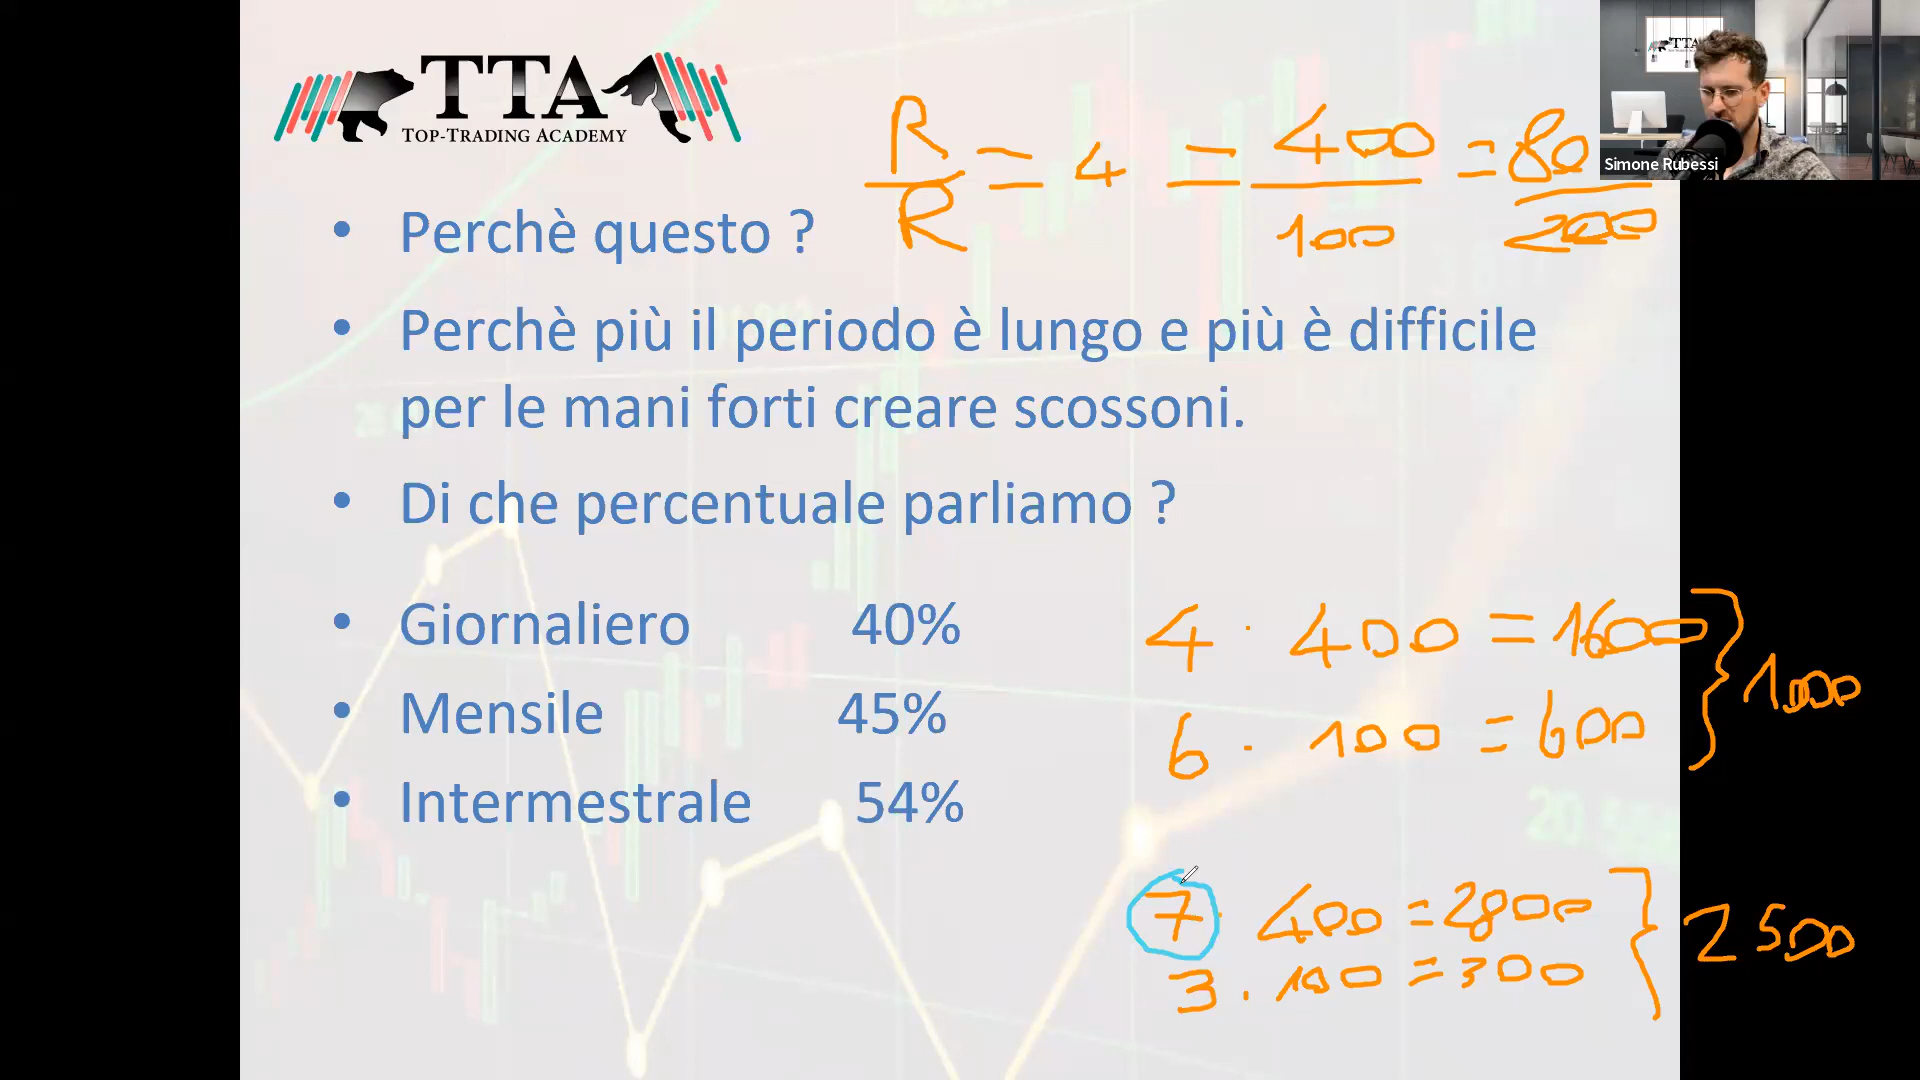 TTA
TOP-TRADING ACADEMY
TTA
Simone Rubessi
R/R = 4 = 400/100 = 80/200
• Perchè questo ?
• Perchè più il periodo è lungo e più è difficile
per le mani forti creare scossoni.
• Di che percentuale parliamo ?
• Giornaliero 40%
• Mensile 45%
• Intermestrale 54%
4 · 400 = 1600
6 · 100 = 600
} 1000
7 · 400 = 2800
3 · 100 = 300
} 2500